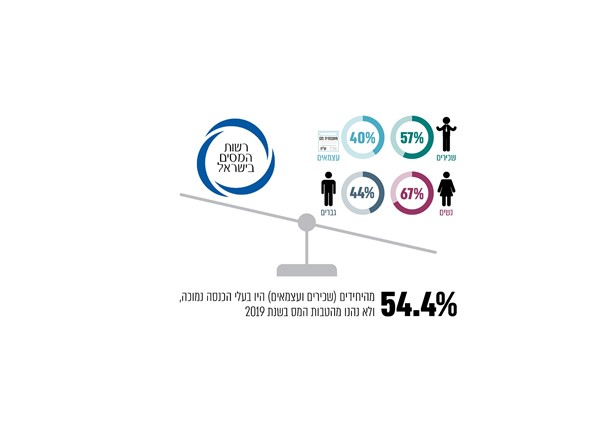 רשות
המסים
בישראל
57%
שכירים
40%
עצמאים
67%
נשים
44%
גברים
54.4%
מהיחידים (שכירים ועצמאים) היו בעלי הכנסה נמוכה,
ולא נהנו מהטבות המס בשנת 2019